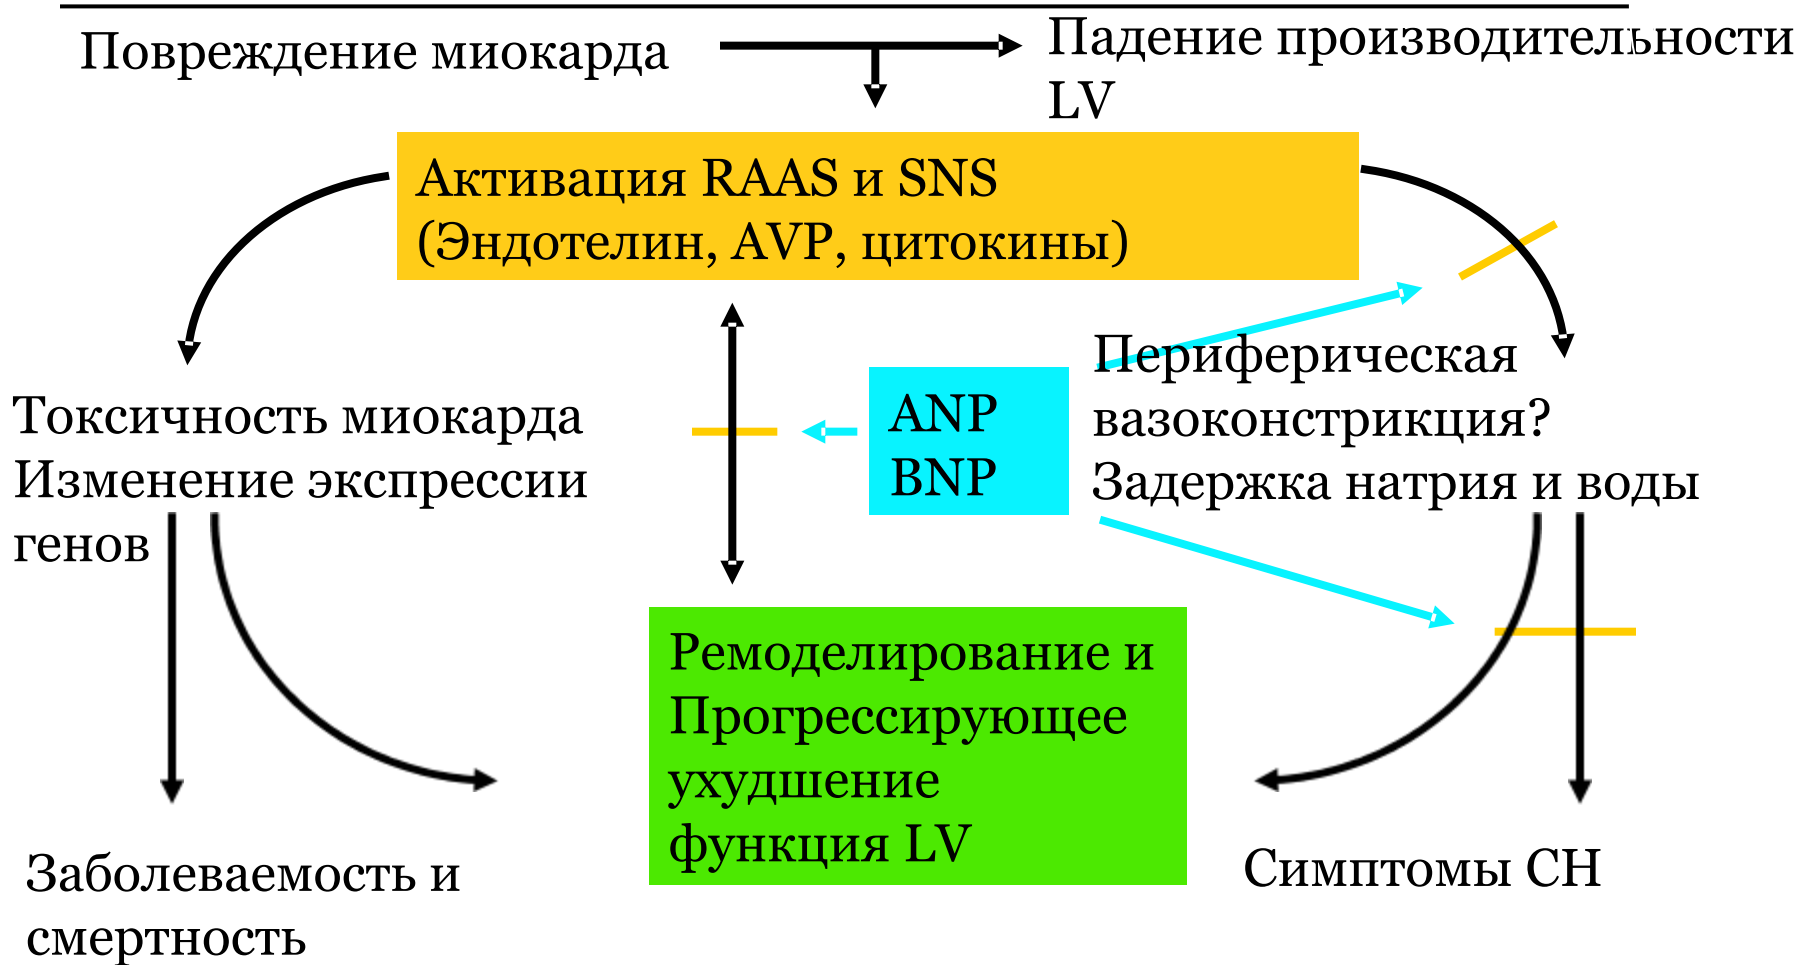 Повреждение миокарда
Падение производительности
LV
Активация RAAS и SNS
(Эндотелин, AVP, цитокины)
Токсичность миокарда
Изменение экспрессии
генов
ANP
BNP
Периферическая
вазоконстрикция?
Задержка натрия и воды
Ремоделирование и
Прогрессирующее
ухудшение
функция LV
Заболеваемость и
смертность
Симптомы СН